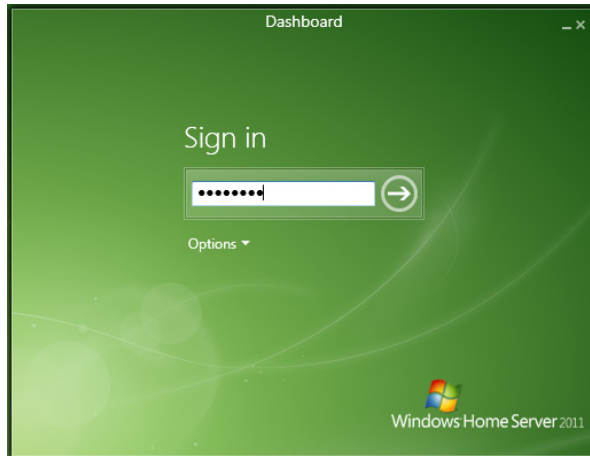 Dashboard
Sign in
••••••••
Options
Windows Home Server 2011